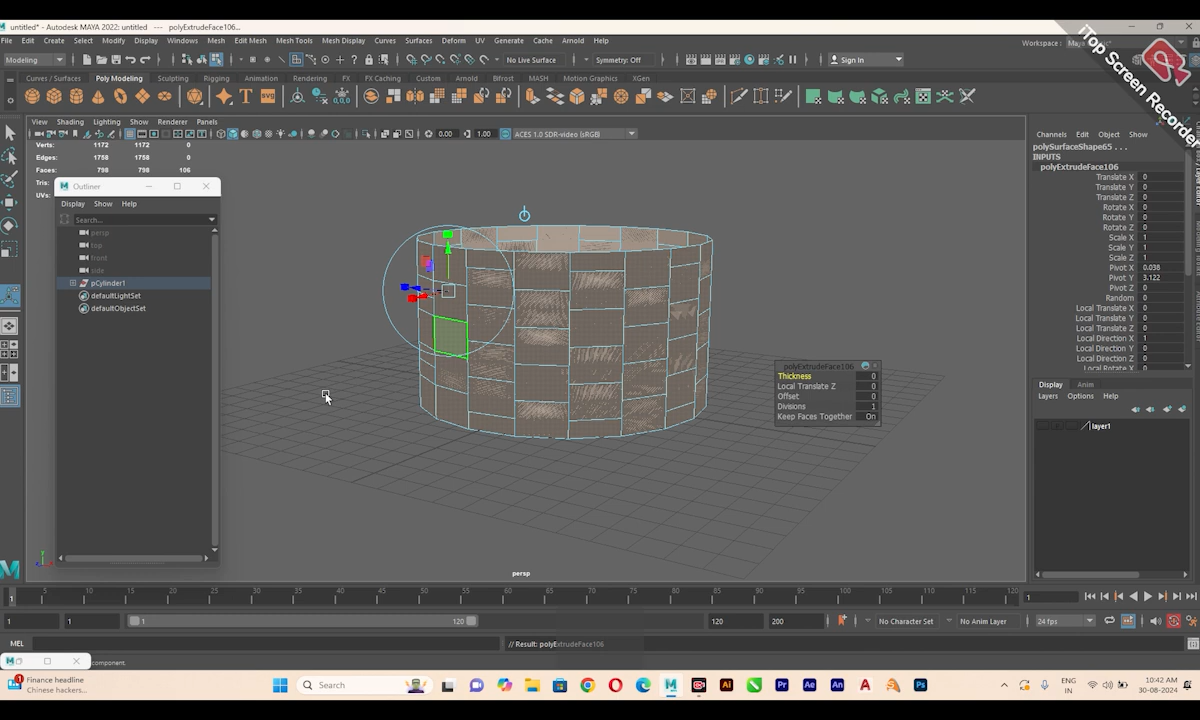 untitled* - Autodesk MAYA 2022: untitled --- polyExtrudeFace106...
File Edit Create Select Modify Display Windows Mesh Edit Mesh Mesh Tools Mesh Display Curves Surfaces Deform UV Generate Cache Arnold Help
Workspace : Maya
iTop Screen Recorder
Modeling No Live Surface Symmetry: Off Sign In
Curves / Surfaces Poly Modeling Sculpting Rigging Animation Rendering FX FX Caching Custom Arnold Bifrost MASH Motion Graphics XGen
View Shading Lighting Show Renderer Panels
0.00 1.00 ACES 1.0 SDR-video (sRGB)
Verts: 1172 1172 0
Edges: 1758 1758 0
Faces: 798 798 106
Tris:
UVs:
Outliner
Display Show Help
Search...
persp
top
front
side
pCylinder1
defaultLightSet
defaultObjectSet
polyExtrudeFace106
Thickness 0
Local Translate Z 0
Offset 0
Divisions 1
Keep Faces Together On
persp
Channels Edit Object Show
polySurfaceShape65 . . .
INPUTS
polyExtrudeFace106
Translate X 0
Translate Y 0
Translate Z 0
Rotate X 0
Rotate Y 0
Rotate Z 0
Scale X 1
Scale Y 1
Scale Z 1
Pivot X 0.038
Pivot Y 3.122
Pivot Z 0
Random 0
Local Translate X 0
Local Translate Y 0
Local Translate Z 0
Local Direction X 1
Local Direction Y 0
Local Direction Z 0
Local Rotate X 0
Display Anim
Layers Options Help
layer1
1 5 10 15 20 25 30 35 40 45 50 55 60 65 70 75 80 85 90 95 100 105 110 115 120 1
1 1 1 120 120 200 No Character Set No Anim Layer 24 fps
MEL // Result: polyExtrudeFace106
component.
Finance headline
Chinese hackers...
Search
ENG
IN
10:42 AM
30-08-2024